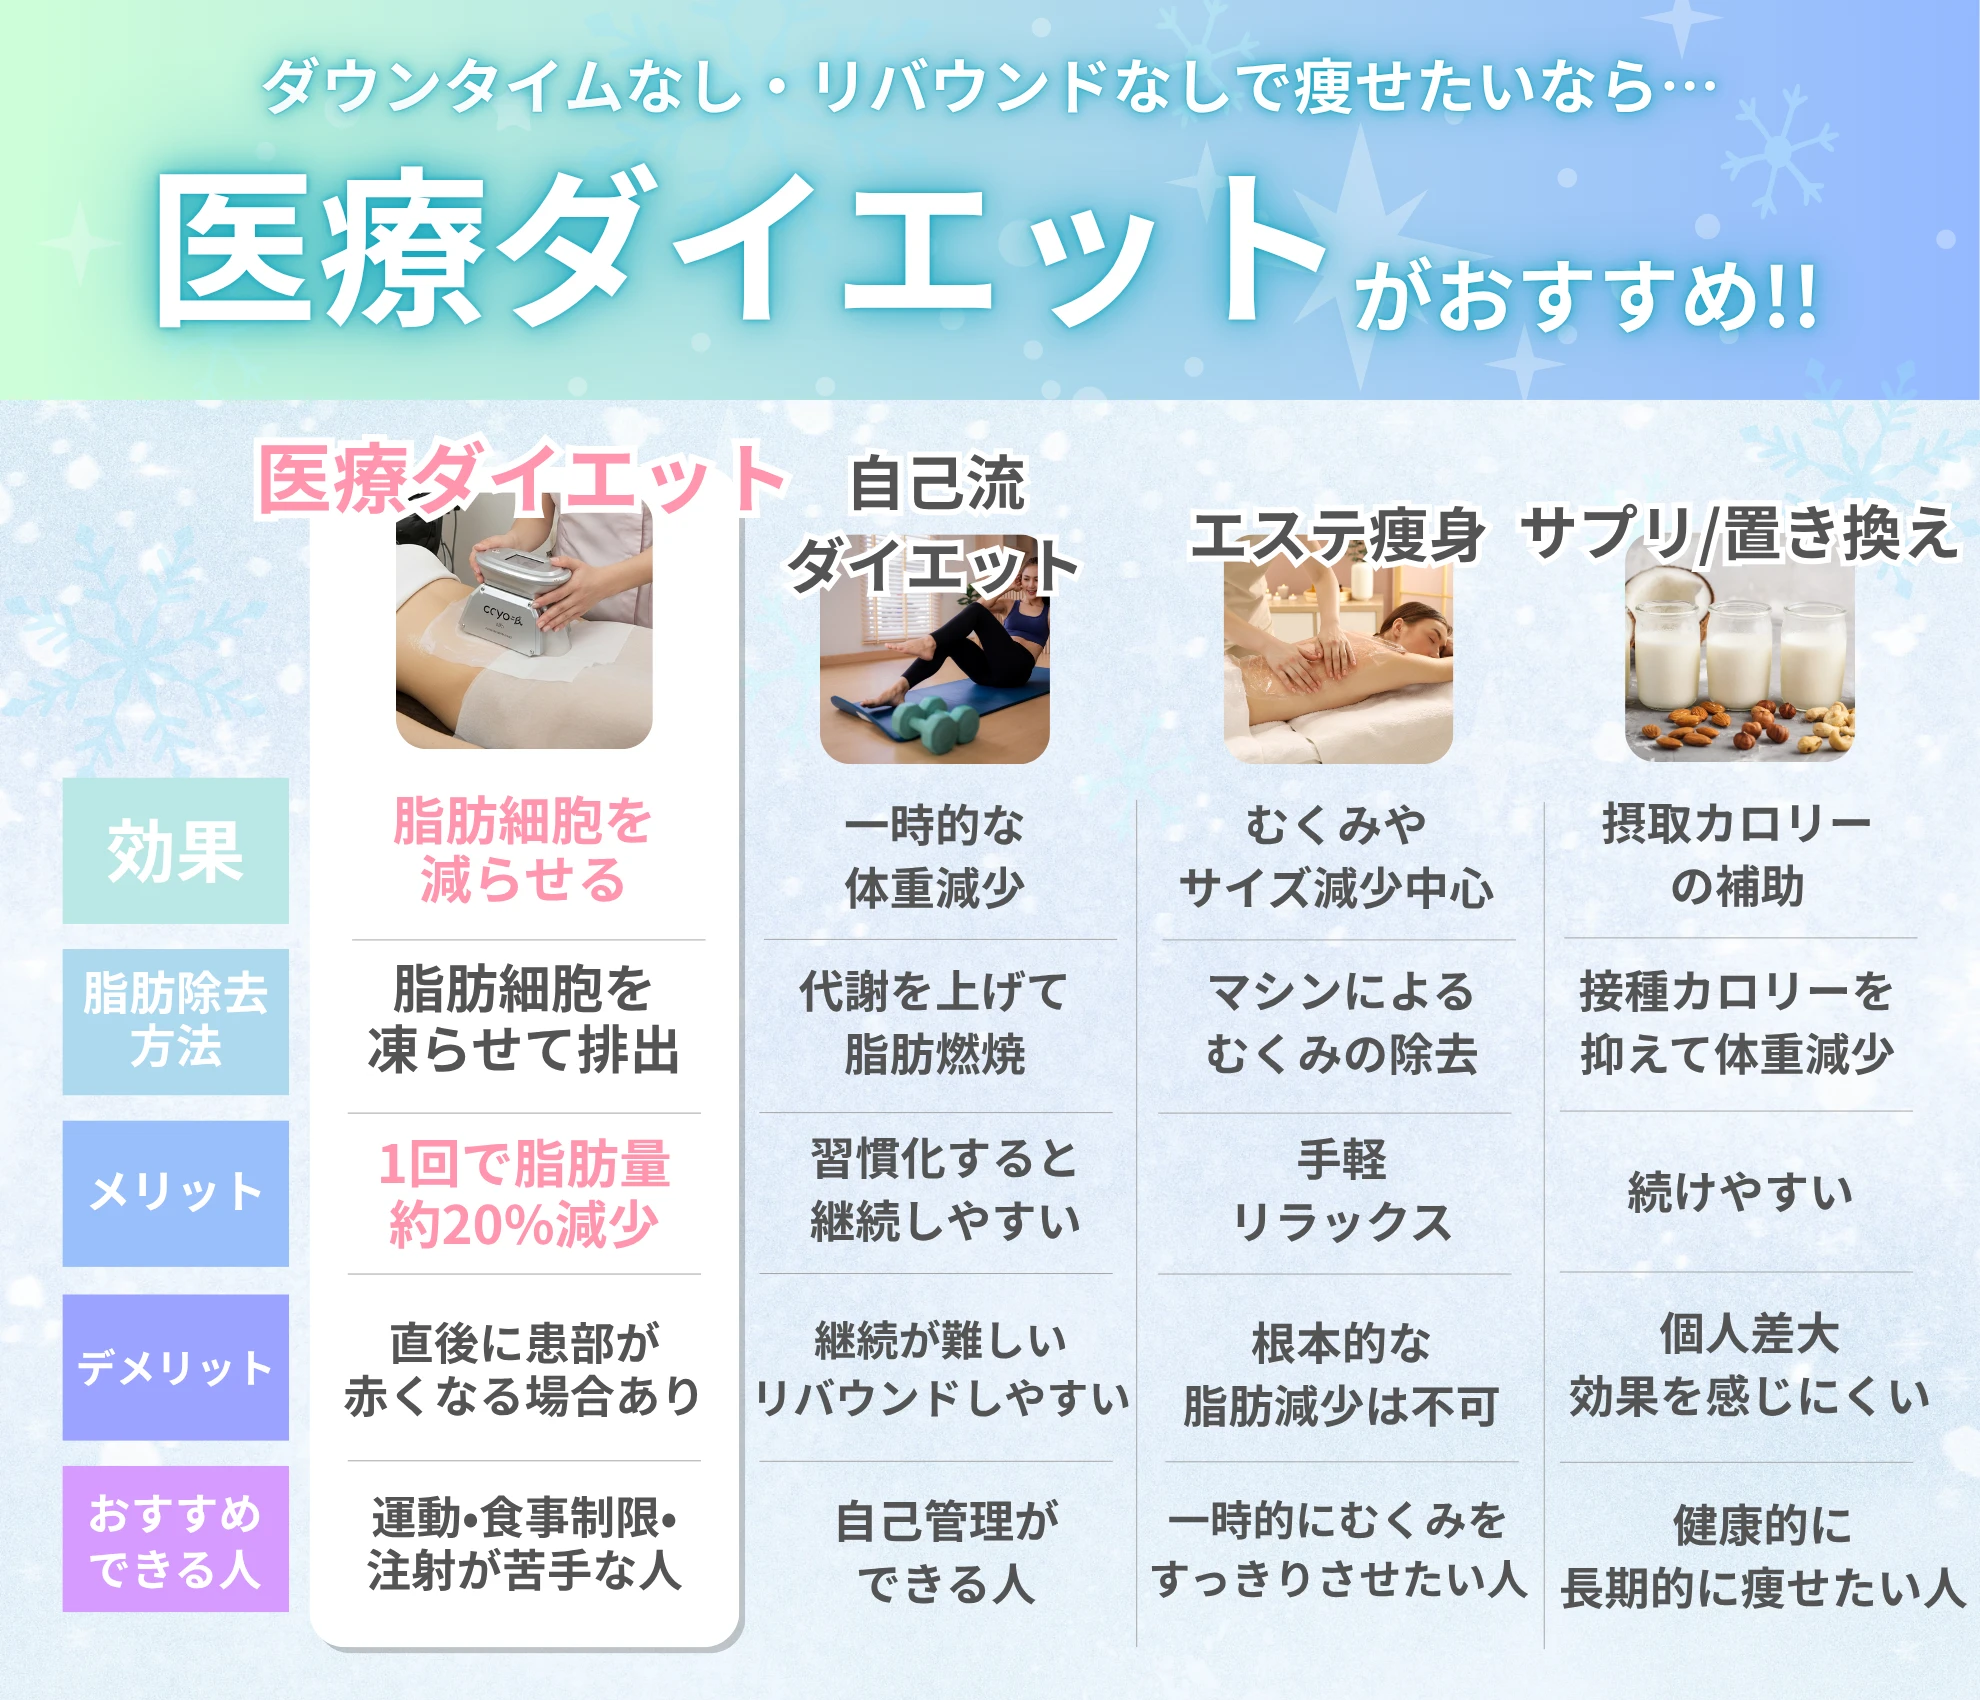 ダウンタイムなし・リバウンドなしで痩せたいなら…
医療ダイエットがおすすめ!!
医療ダイエット
自己流
ダイエット
エステ痩身
サプリ/置き換え
効果
脂肪細胞を
減らせる
一時的な
体重減少
むくみや
サイズ減少中心
摂取カロリー
の補助
脂肪除去
方法
脂肪細胞を
凍らせて排出
代謝を上げて
脂肪燃焼
マシンによる
むくみの除去
接種カロリーを
抑えて体重減少
メリット
1回で脂肪量
約20%減少
習慣化すると
継続しやすい
手軽
リラックス
続けやすい
デメリット
直後に患部が
赤くなる場合あり
継続が難しい
リバウンドしやすい
根本的な
脂肪減少は不可
個人差大
効果を感じにくい
おすすめ
できる人
運動•食事制限•
注射が苦手な人
自己管理が
できる人
一時的にむくみを
すっきりさせたい人
健康的に
長期的に痩せたい人